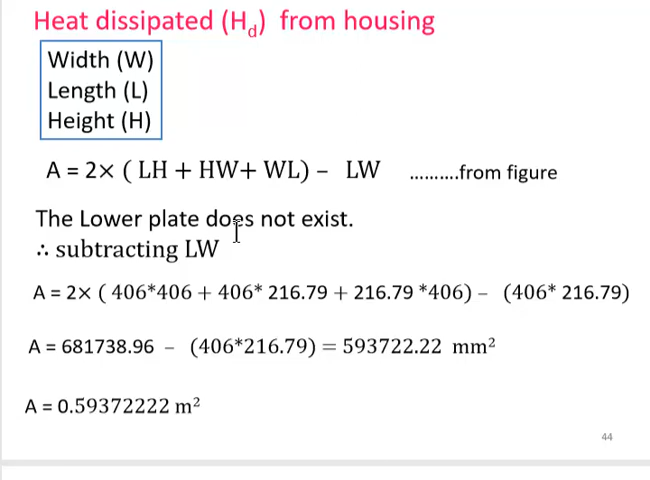 Heat dissipated (Hd) from housing
Width (W)
Length (L)
Height (H)
A = 2× ( LH + HW+ WL) – LW ..........from figure
The Lower plate does not exist.
∴ subtracting LW
A = 2× ( 406*406 + 406* 216.79 + 216.79 *406) – (406* 216.79)
A = 681738.96 – (406*216.79) = 593722.22 mm²
A = 0.59372222 m²
44